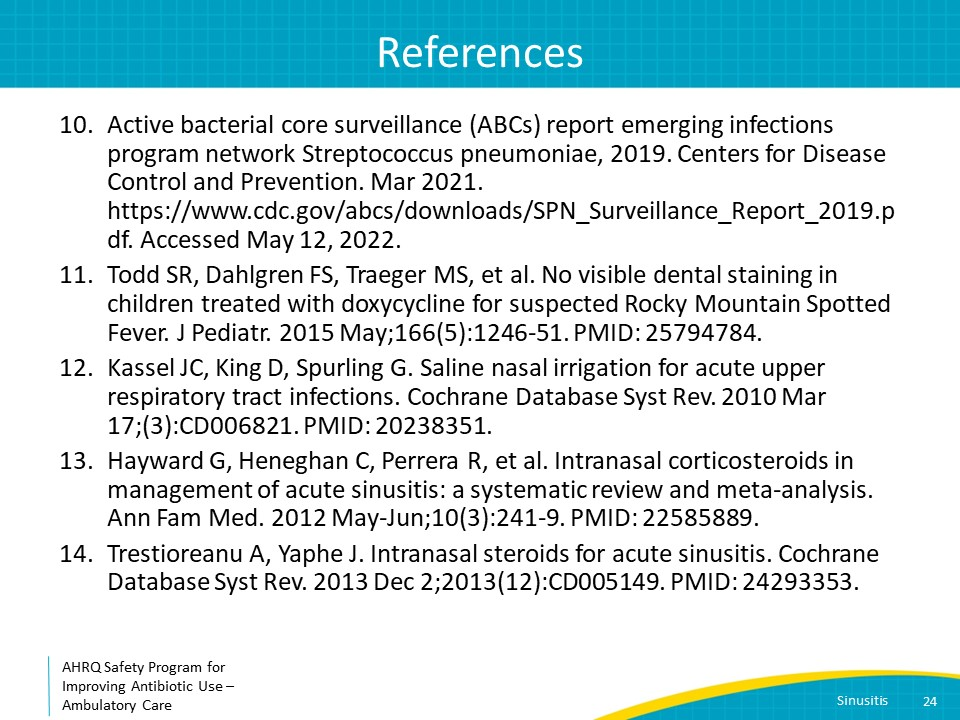 References
10. Active bacterial core surveillance (ABCs) report emerging infections
program network Streptococcus pneumoniae, 2019. Centers for Disease
Control and Prevention. Mar 2021.
https://www.cdc.gov/abcs/downloads/SPN_Surveillance_Report_2019.p
df. Accessed May 12, 2022.
11. Todd SR, Dahlgren FS, Traeger MS, et al. No visible dental staining in
children treated with doxycycline for suspected Rocky Mountain Spotted
Fever. J Pediatr. 2015 May;166(5):1246-51. PMID: 25794784.
12. Kassel JC, King D, Spurling G. Saline nasal irrigation for acute upper
respiratory tract infections. Cochrane Database Syst Rev. 2010 Mar
17;(3):CD006821. PMID: 20238351.
13. Hayward G, Heneghan C, Perrera R, et al. Intranasal corticosteroids in
management of acute sinusitis: a systematic review and meta-analysis.
Ann Fam Med. 2012 May-Jun;10(3):241-9. PMID: 22585889.
14. Trestioreanu A, Yaphe J. Intranasal steroids for acute sinusitis. Cochrane
Database Syst Rev. 2013 Dec 2;2013(12):CD005149. PMID: 24293353.
AHRQ Safety Program for
Improving Antibiotic Use –
Ambulatory Care
Sinusitis 24